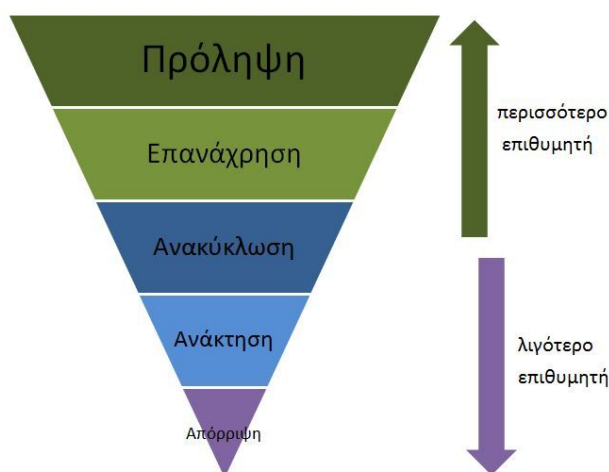 Πρόληψη
Επανάχρηση
Ανακύκλωση
Ανάκτηση
Απόρριψη
περισσότερο
επιθυμητή
λιγότερο
επιθυμητή